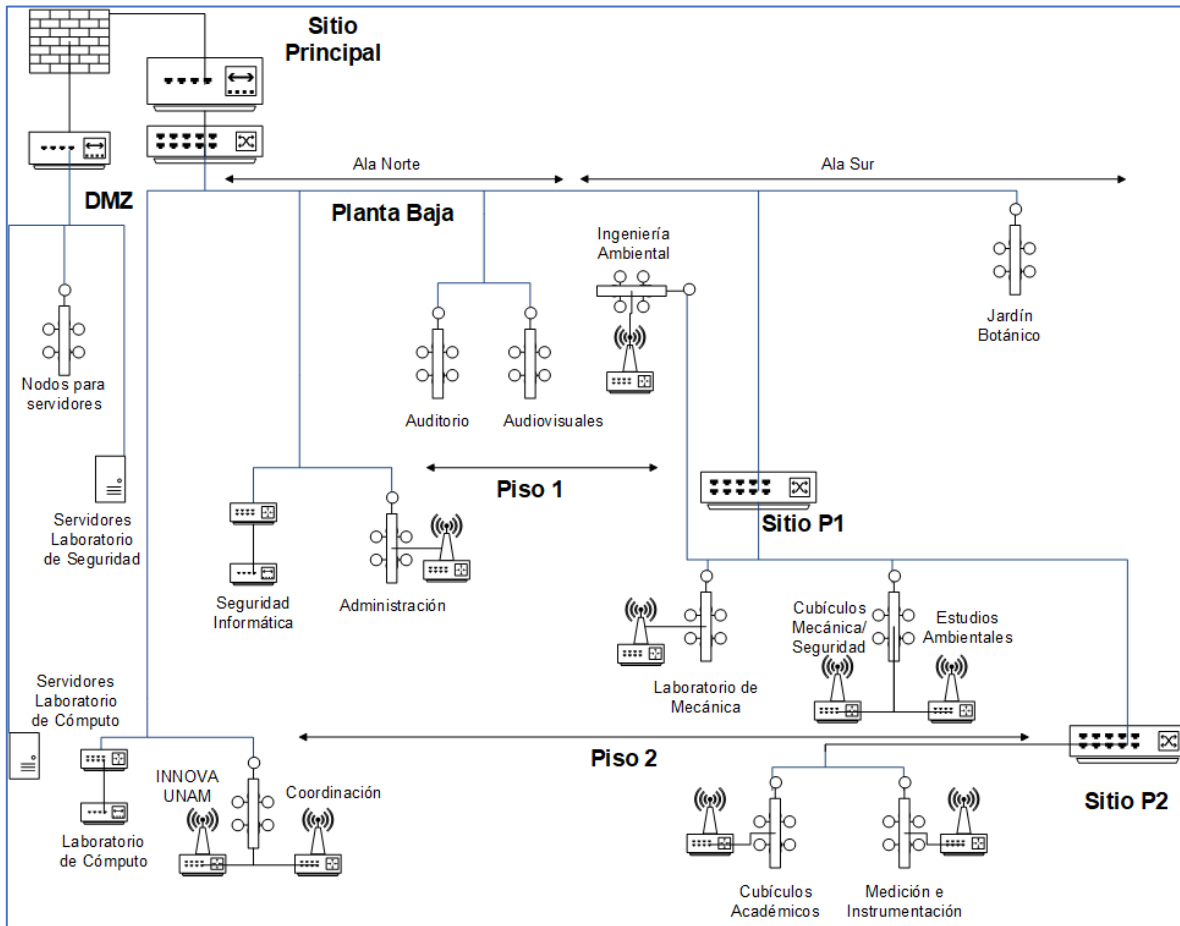 Sitio
Principal
Ala Norte
Ala Sur
DMZ
Planta Baja
Ingeniería
Ambiental
Jardín
Botánico
Nodos para
servidores
Auditorio
Audiovisuales
Piso 1
Sitio P1
Servidores
Laboratorio
de Seguridad
Seguridad
Informática
Administración
Cubículos
Mecánica/
Seguridad
Estudios
Ambientales
Laboratorio de
Mecánica
Servidores
Laboratorio
de Cómputo
Piso 2
INNOVA
UNAM
Coordinación
Sitio P2
Laboratorio
de Cómputo
Cubículos
Académicos
Medición e
Instrumentación